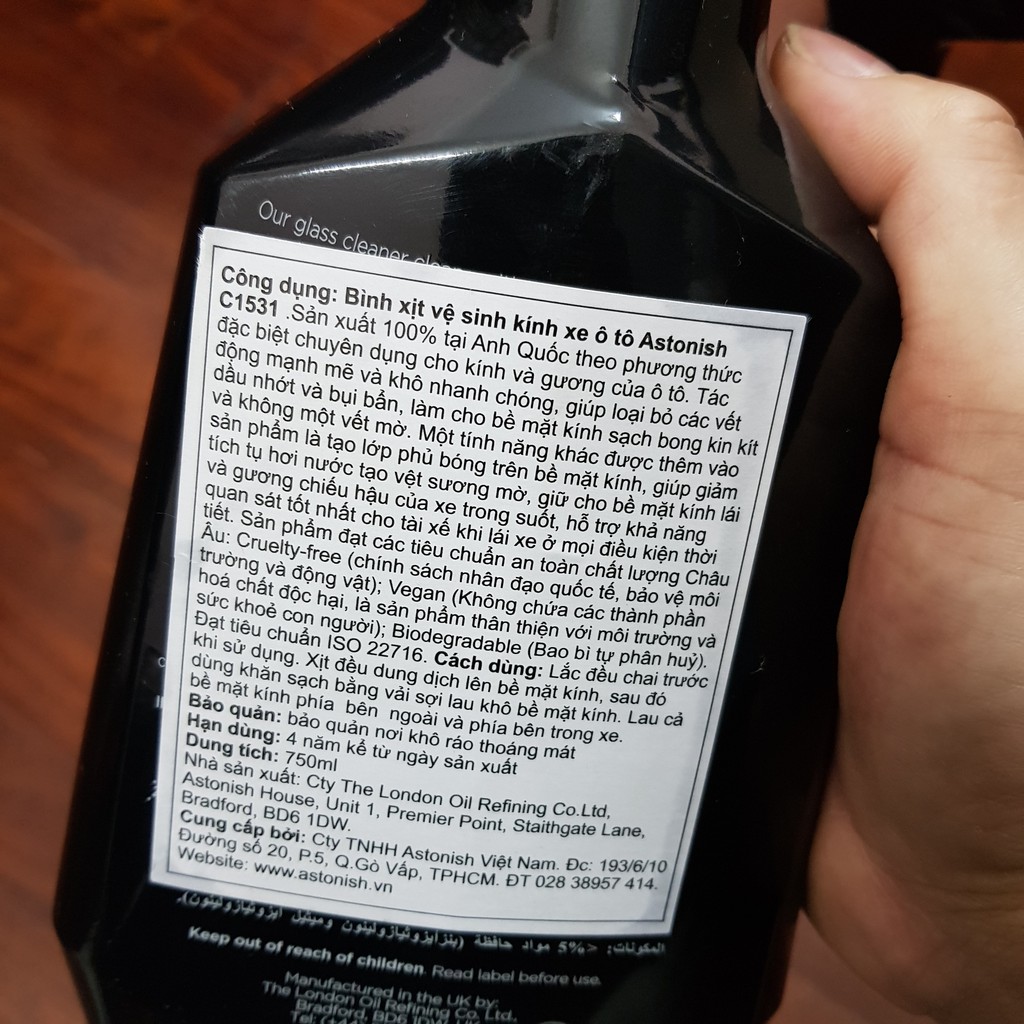 Our glass cleaner
Công dụng: Bình xịt vệ sinh kính xe ô tô Astonish
C1531 .Sản xuất 100% tại Anh Quốc theo phương thức
đặc biệt chuyên dụng cho kính và gương của ô tô. Tác
động mạnh mẽ và khô nhanh chóng, giúp loại bỏ các vết
dầu nhớt và bụi bẩn, làm cho bề mặt kính sạch bong kin kít
và không một vết mờ. Một tính năng khác được thêm vào
sản phẩm là tạo lớp phủ bóng trên bề mặt kính, giúp giảm
tích tụ hơi nước tạo vệt sương mờ, giữ cho bề mặt kính lái
và gương chiếu hậu của xe trong suốt, hỗ trợ khả năng
quan sát tốt nhất cho tài xế khi lái xe ở mọi điều kiện thời
tiết. Sản phẩm đạt các tiêu chuẩn an toàn chất lượng Châu
Âu: Cruelty-free (chính sách nhân đạo quốc tế, bảo vệ môi
trường và động vật); Vegan (Không chứa các thành phần
hoá chất độc hại, là sản phẩm thân thiện với môi trường và
sức khoẻ con người); Biodegradable (Bao bì tự phân huỷ).
Đạt tiêu chuẩn ISO 22716. Cách dùng: Lắc đều chai trước
khi sử dụng. Xịt đều dung dịch lên bề mặt kính, sau đó
dùng khăn sạch bằng vải sợi lau khô bề mặt kính. Lau cả
bề mặt kính phía bên ngoài và phía bên trong xe.
Bảo quản: bảo quản nơi khô ráo thoáng mát
Hạn dùng: 4 năm kể từ ngày sản xuất
Dung tích: 750ml
Nhà sản xuất: Cty The London Oil Refining Co.Ltd,
Astonish House, Unit 1, Premier Point, Staithgate Lane,
Bradford, BD6 1DW.
Cung cấp bởi: Cty TNHH Astonish Việt Nam. Đc: 193/6/10
Đường số 20, P.5, Q.Gò Vấp, TPHCM. ĐT 028 38957 414.
Website: www.astonish.vn
المكونات: <5% مواد حافظة (بنزايزوثيازولينون وميثيل ايزوثيازولينون).
Keep out of reach of children. Read label before use.
Manufactured in the UK by:
The London Oil Refining Co. Ltd.,
Bradford, BD6 1DW, UK
Tel: (+44)